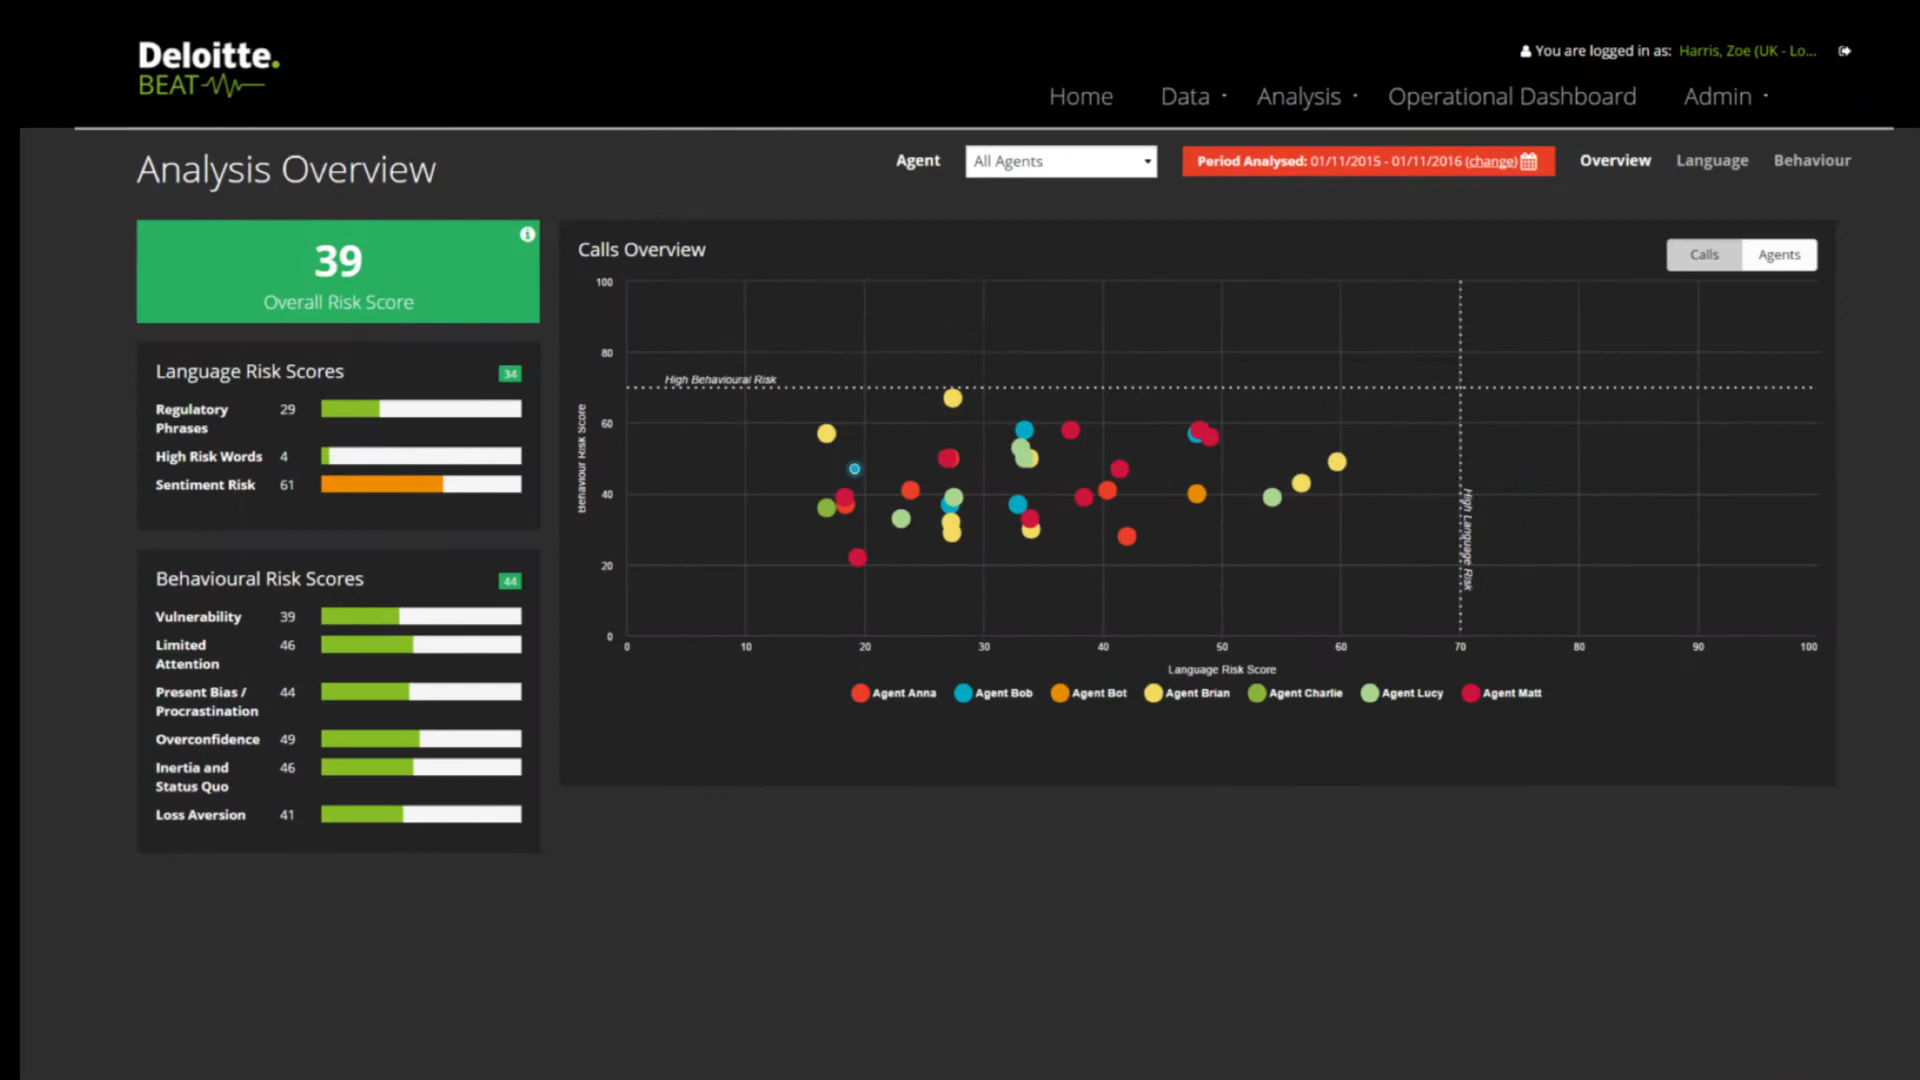 Deloitte.
BEAT
You are logged in as: Harris, Zoe (UK - Lo...
Home Data Analysis Operational Dashboard Admin
Analysis Overview
Agent All Agents Period Analysed: 01/11/2015 - 01/11/2016 (change) Overview Language Behaviour
39
Overall Risk Score
Language Risk Scores 34
Regulatory Phrases 29
High Risk Words 4
Sentiment Risk 61
Behavioural Risk Scores 44
Vulnerability 39
Limited Attention 46
Present Bias / Procrastination 44
Overconfidence 49
Inertia and Status Quo 46
Loss Aversion 41
Calls Overview
Calls Agents
100
80
60
40
20
0
Behaviour Risk Score
High Behavioural Risk
High Language Risk
0 10 20 30 40 50 60 70 80 90 100
Language Risk Score
Agent Anna Agent Bob Agent Bot Agent Brian Agent Charlie Agent Lucy Agent Matt